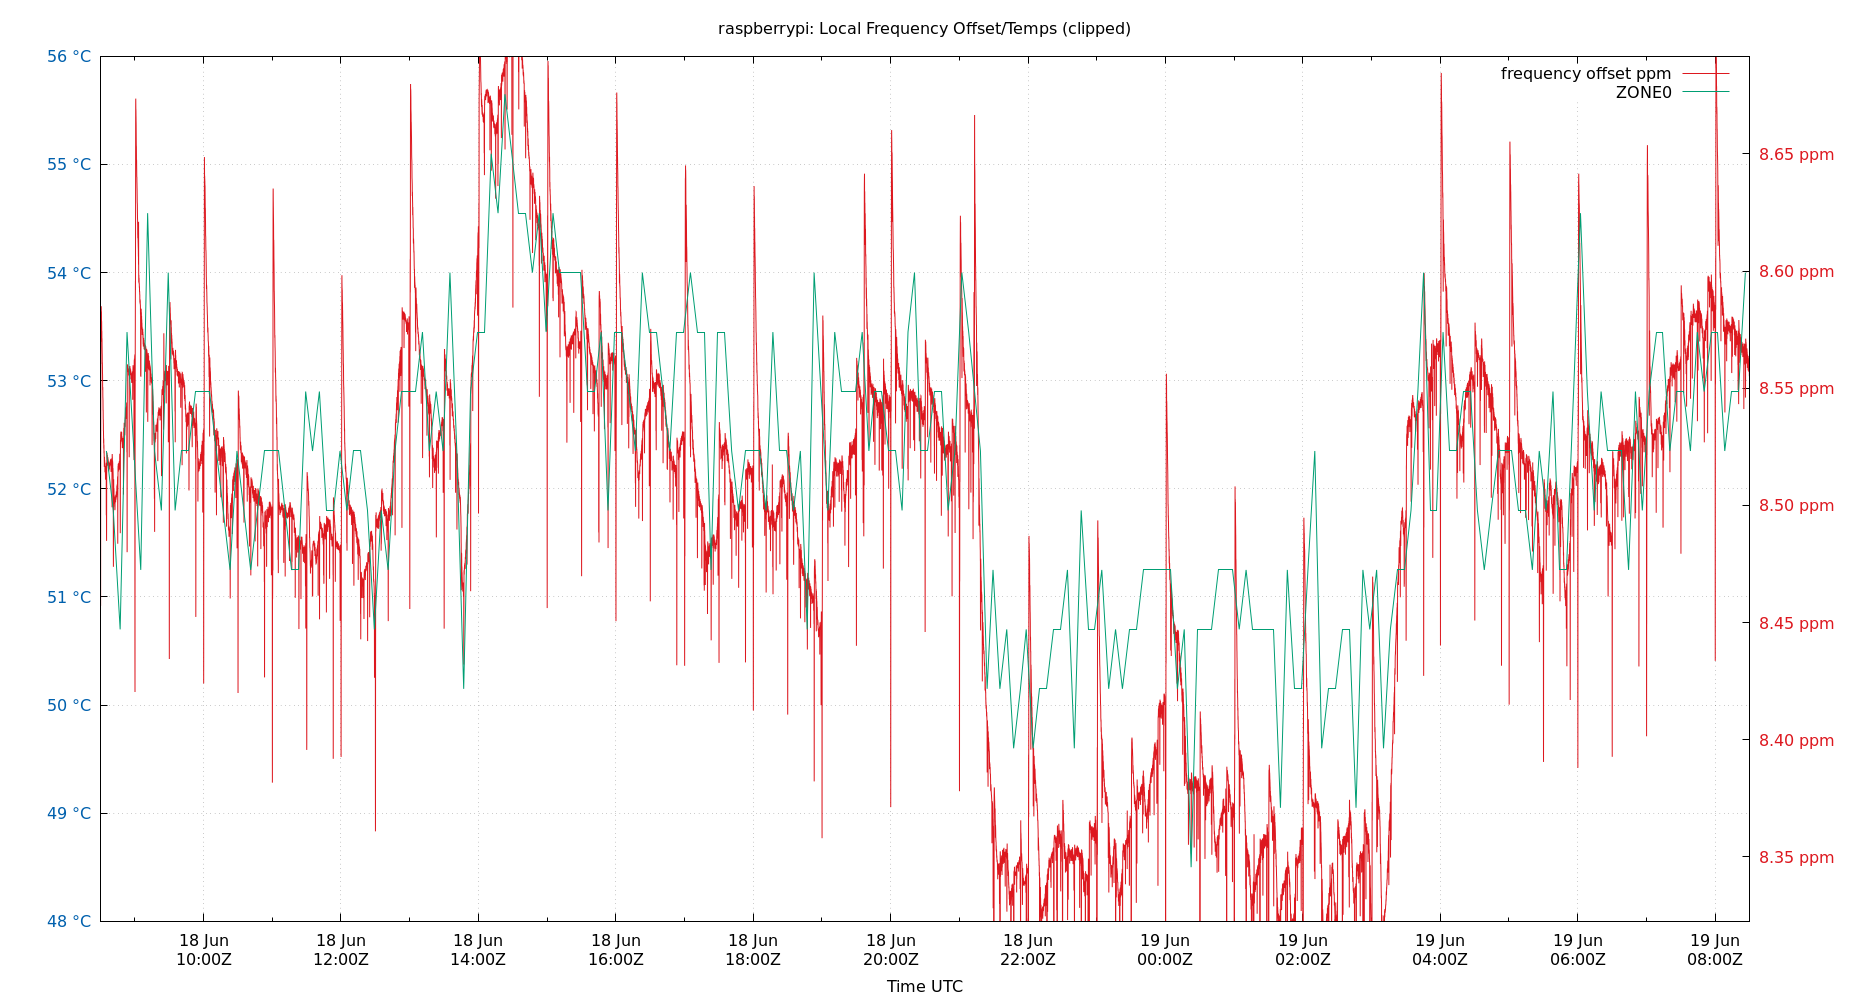 raspberrypi: Local Frequency Offset/Temps (clipped)
56 °C
55 °C
54 °C
53 °C
52 °C
51 °C
50 °C
49 °C
48 °C
frequency offset ppm
ZONE0
8.65 ppm
8.60 ppm
8.55 ppm
8.50 ppm
8.45 ppm
8.40 ppm
8.35 ppm
18 Jun
10:00Z
18 Jun
12:00Z
18 Jun
14:00Z
18 Jun
16:00Z
18 Jun
18:00Z
18 Jun
20:00Z
18 Jun
22:00Z
19 Jun
00:00Z
19 Jun
02:00Z
19 Jun
04:00Z
19 Jun
06:00Z
19 Jun
08:00Z
Time UTC